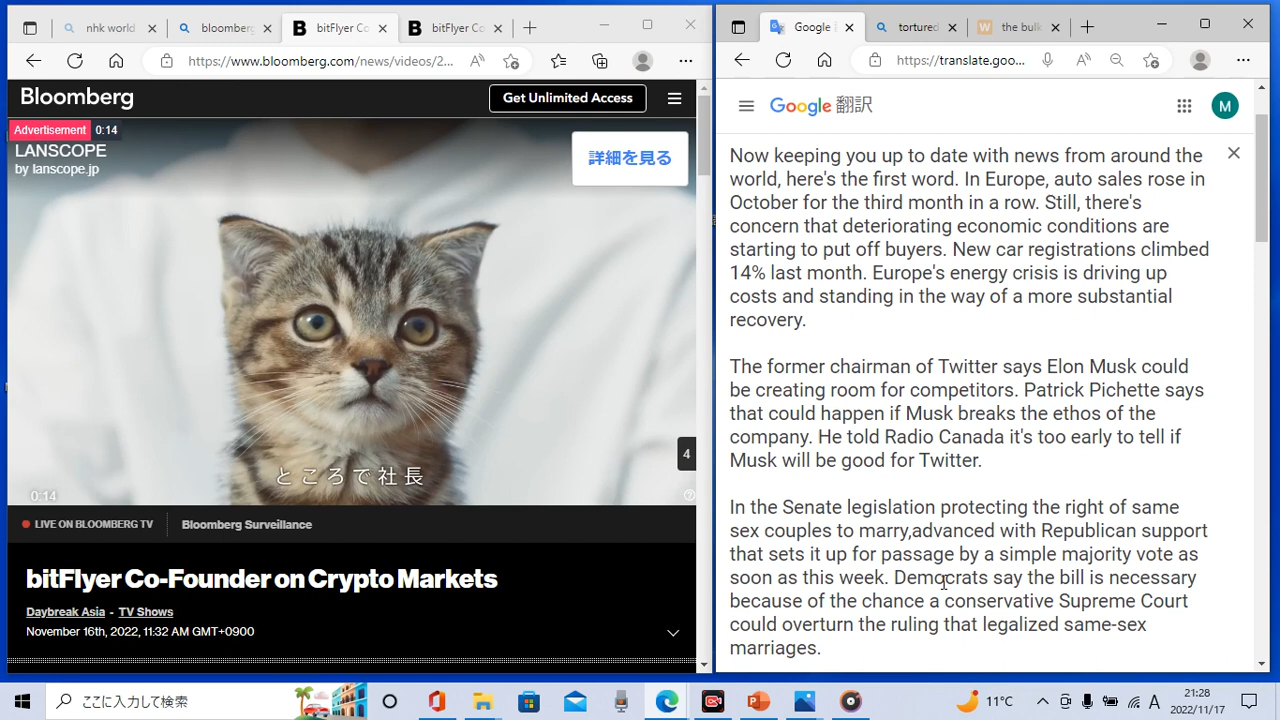 nhk world
bloomberg
bitFlyer Co
bitFlyer Co
https://www.bloomberg.com/news/videos/2...
Bloomberg
Get Unlimited Access
Advertisement 0:14
LANSCOPE
by lanscope.jp
詳細を見る
4
ところで社長
0:14
LIVE ON BLOOMBERG TV
Bloomberg Surveillance
bitFlyer Co-Founder on Crypto Markets
Daybreak Asia - TV Shows
November 16th, 2022, 11:32 AM GMT+0900
Google
tortured
the bulk
https://translate.goo...
Google 翻訳
M
Now keeping you up to date with news from around the
world, here's the first word. In Europe, auto sales rose in
October for the third month in a row. Still, there's
concern that deteriorating economic conditions are
starting to put off buyers. New car registrations climbed
14% last month. Europe's energy crisis is driving up
costs and standing in the way of a more substantial
recovery.
The former chairman of Twitter says Elon Musk could
be creating room for competitors. Patrick Pichette says
that could happen if Musk breaks the ethos of the
company. He told Radio Canada it's too early to tell if
Musk will be good for Twitter.
In the Senate legislation protecting the right of same
sex couples to marry,advanced with Republican support
that sets it up for passage by a simple majority vote as
soon as this week. Democrats say the bill is necessary
because of the chance a conservative Supreme Court
could overturn the ruling that legalized same-sex
marriages.
ここに入力して検索
11°C
A
21:28
2022/11/17